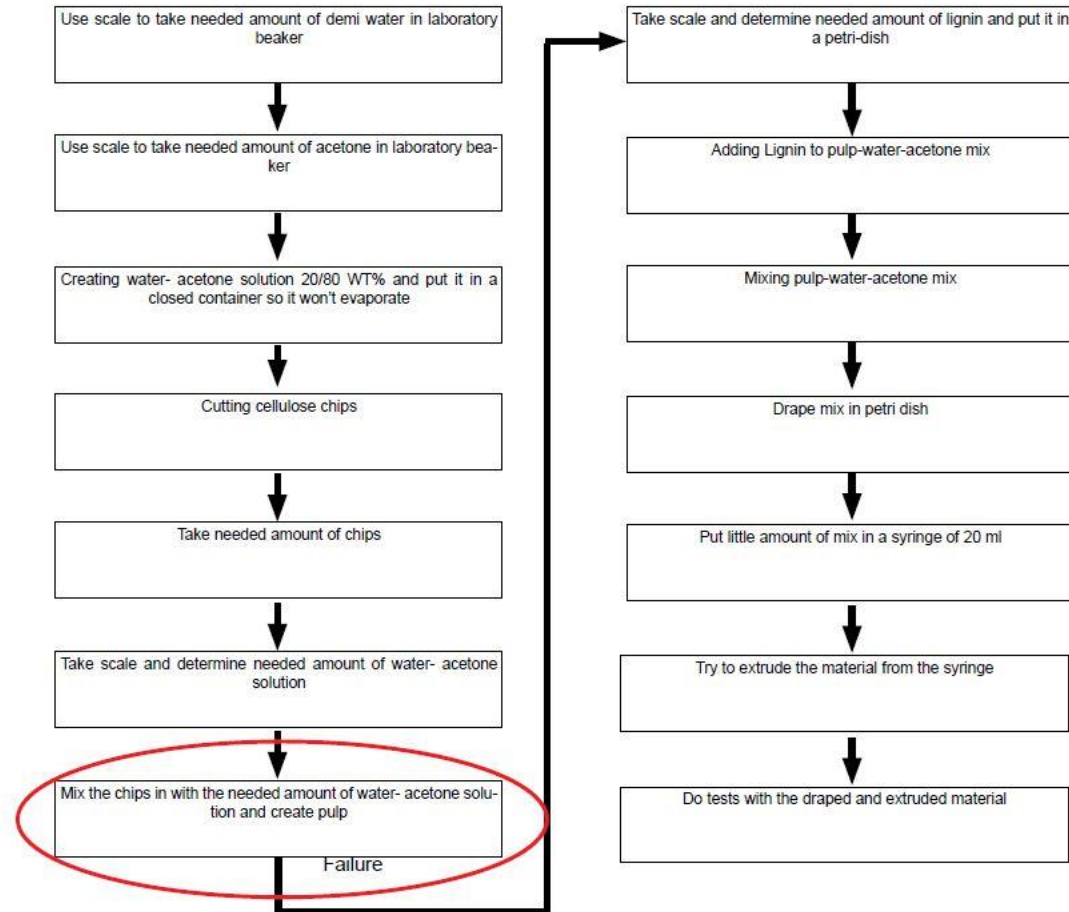 Use scale to take needed amount of demi water in laboratory
beaker
Use scale to take needed amount of acetone in laboratory bea-
ker
Creating water- acetone solution 20/80 WT% and put it in a
closed container so it won't evaporate
Cutting cellulose chips
Take needed amount of chips
Take scale and determine needed amount of water- acetone
solution
Mix the chips in with the needed amount of water- acetone solu-
tion and create pulp
Failure
Take scale and determine needed amount of lignin and put it in
a petri-dish
Adding Lignin to pulp-water-acetone mix
Mixing pulp-water-acetone mix
Drape mix in petri dish
Put little amount of mix in a syringe of 20 ml
Try to extrude the material from the syringe
Do tests with the draped and extruded material